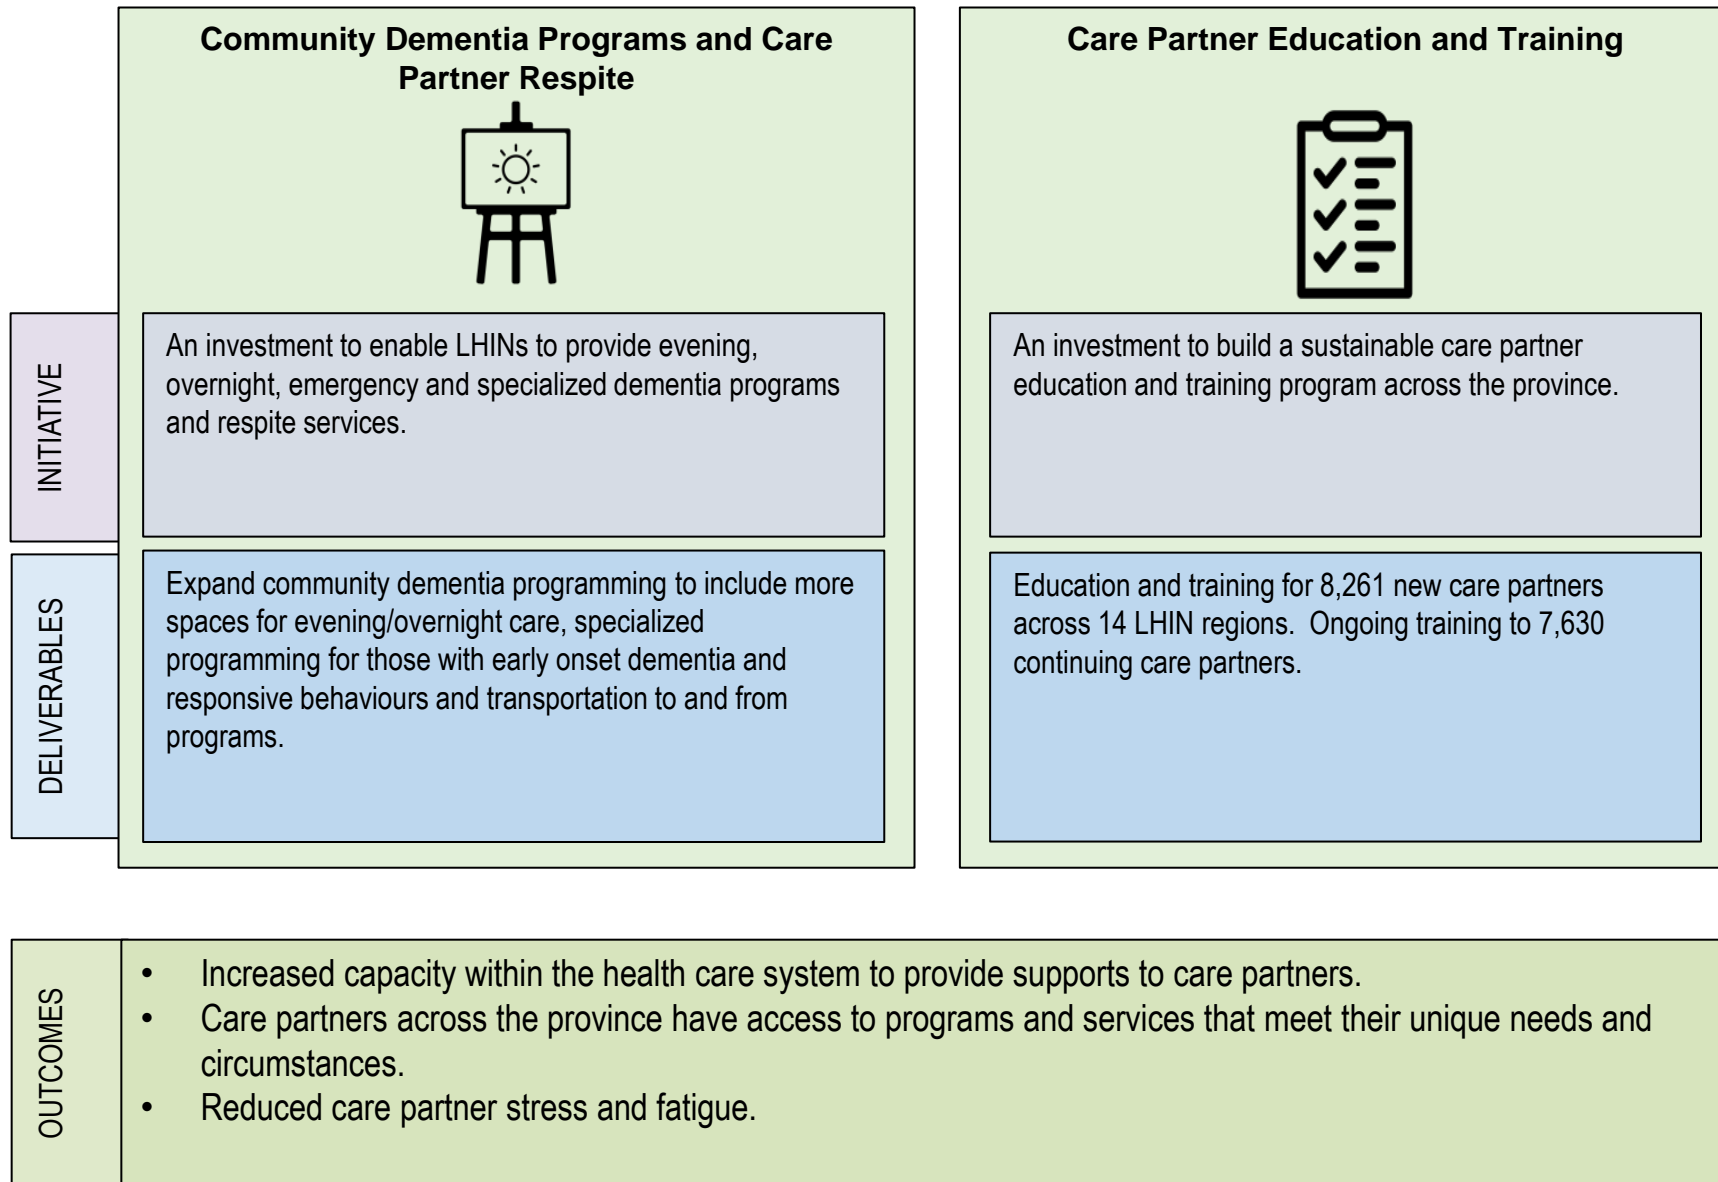 Community Dementia Programs and Care
Partner Respite
Care Partner Education and Training
INITIATIVE
An investment to enable LHINs to provide evening,
overnight, emergency and specialized dementia programs
and respite services.
An investment to build a sustainable care partner
education and training program across the province.
DELIVERABLES
Expand community dementia programming to include more
spaces for evening/overnight care, specialized
programming for those with early onset dementia and
responsive behaviours and transportation to and from
programs.
Education and training for 8,261 new care partners
across 14 LHIN regions.  Ongoing training to 7,630
continuing care partners.
OUTCOMES
• Increased capacity within the health care system to provide supports to care partners.
• Care partners across the province have access to programs and services that meet their unique needs and
circumstances.
• Reduced care partner stress and fatigue.